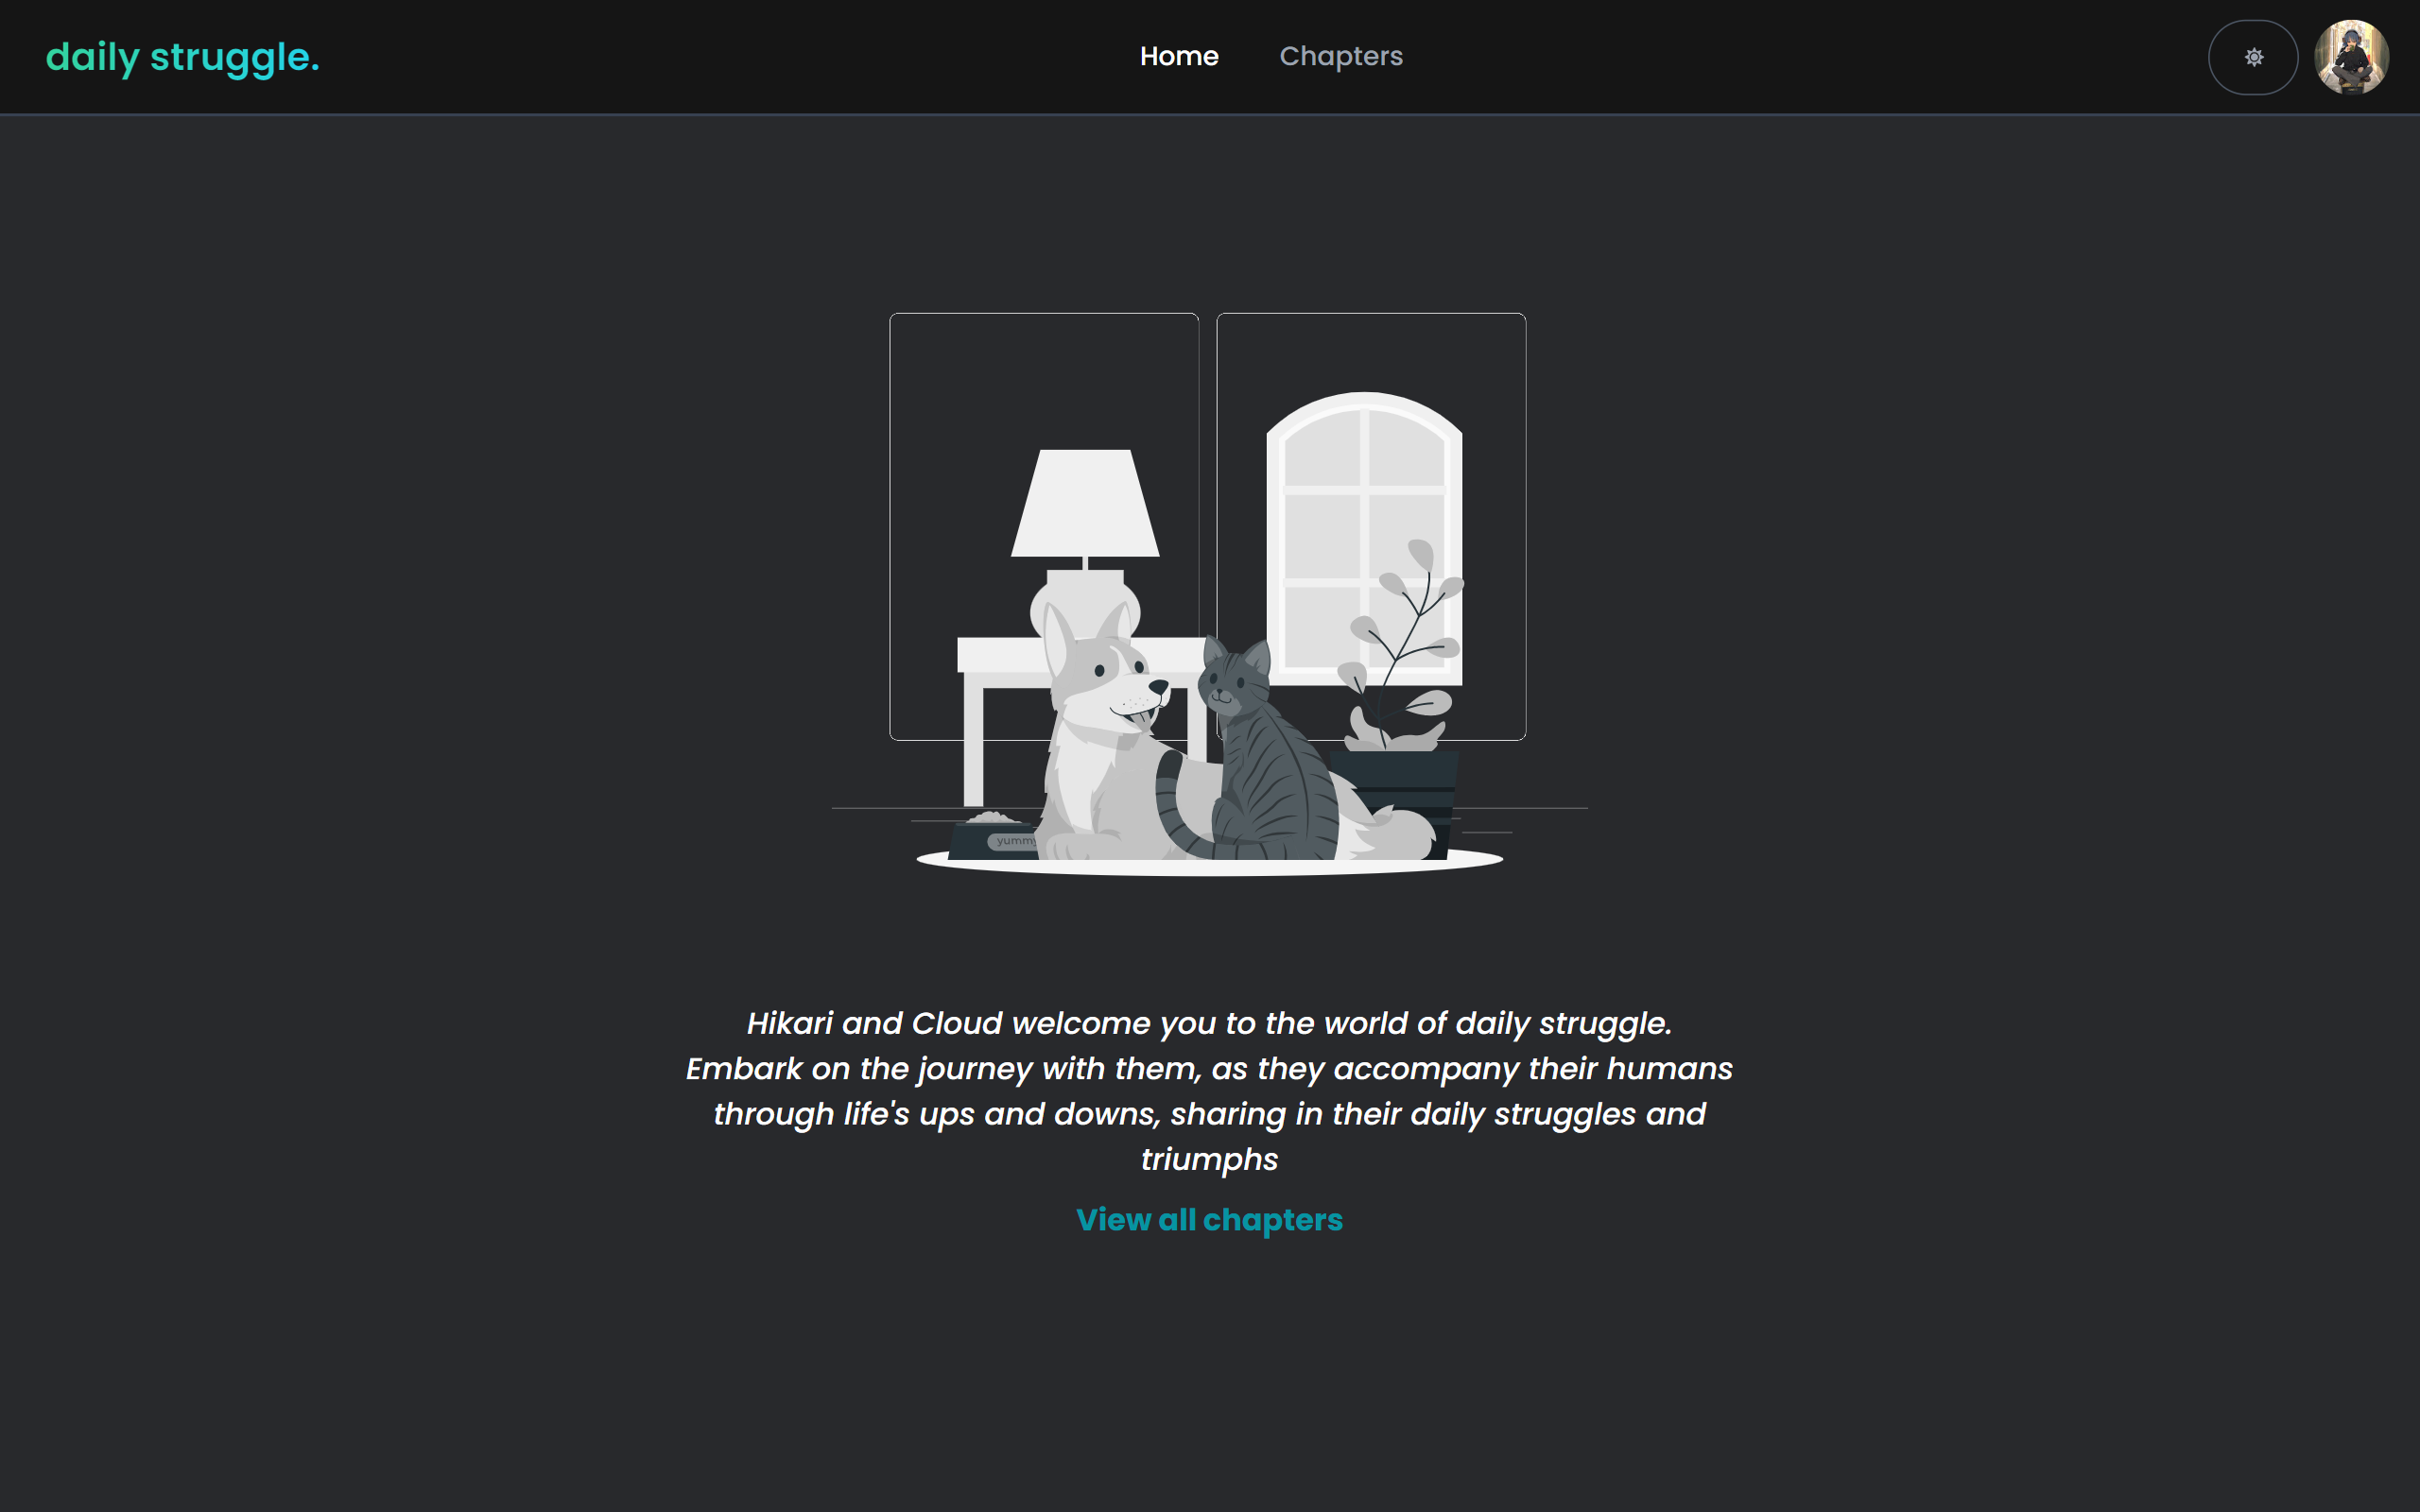 daily struggle.
Home
Chapters
yummy
Hikari and Cloud welcome you to the world of daily struggle.
Embark on the journey with them, as they accompany their humans
through life's ups and downs, sharing in their daily struggles and
triumphs
View all chapters